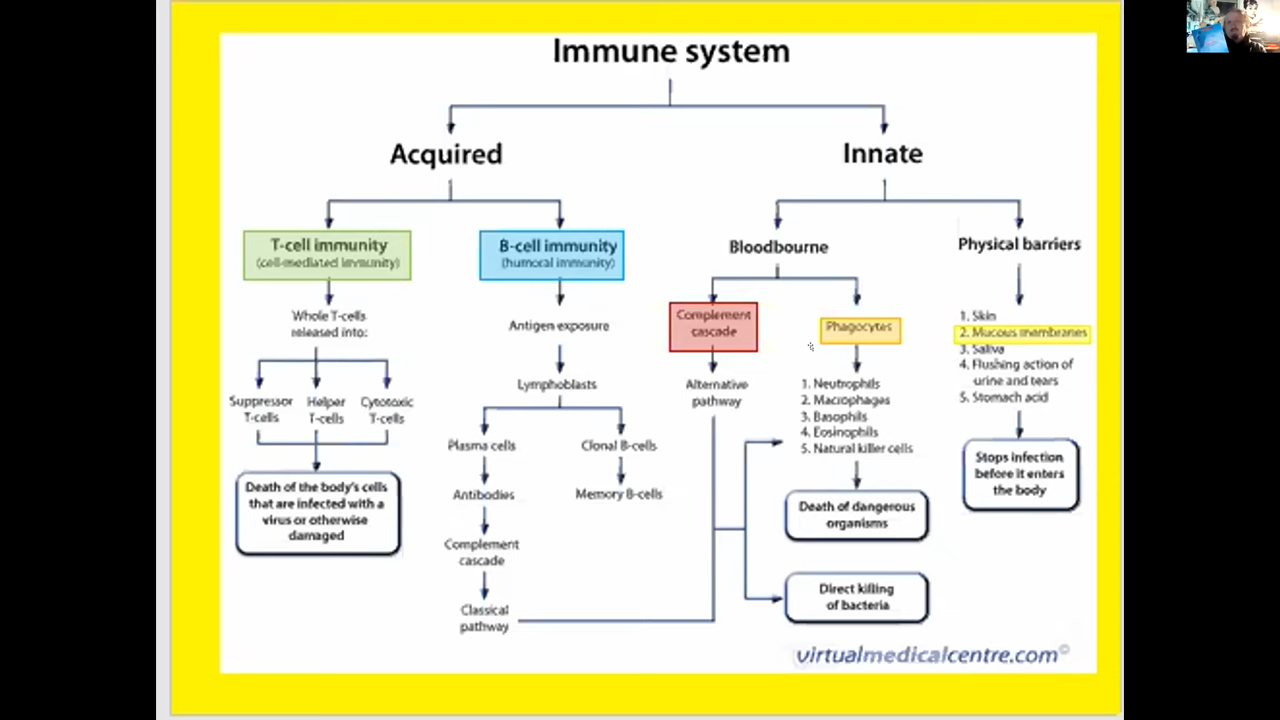 Immune system
Acquired
Innate
T-cell immunity
(cell-mediated immunity)
B-cell immunity
(humoral immunity)
Bloodbourne
Physical barriers
Whole T-cells
released into:
Suppressor
T-cells
Helper
T-cells
Cytotoxic
T-cells
Death of the body's cells
that are infected with a
virus or otherwise
damaged
Antigen exposure
Lymphoblasts
Plasma cells
Clonal B-cells
Antibodies
Memory B-cells
Complement
cascade
Classical
pathway
Complement
cascade
Alternative
pathway
Phagocytes
1. Neutrophils
2. Macrophages
3. Basophils
4. Eosinophils
5. Natural killer cells
Death of dangerous
organisms
Direct killing
of bacteria
1. Skin
2. Mucous membranes
3. Saliva
4. Flushing action of
urine and tears
5. Stomach acid
Stops infection
before it enters
the body
virtualmedicalcentre.com©